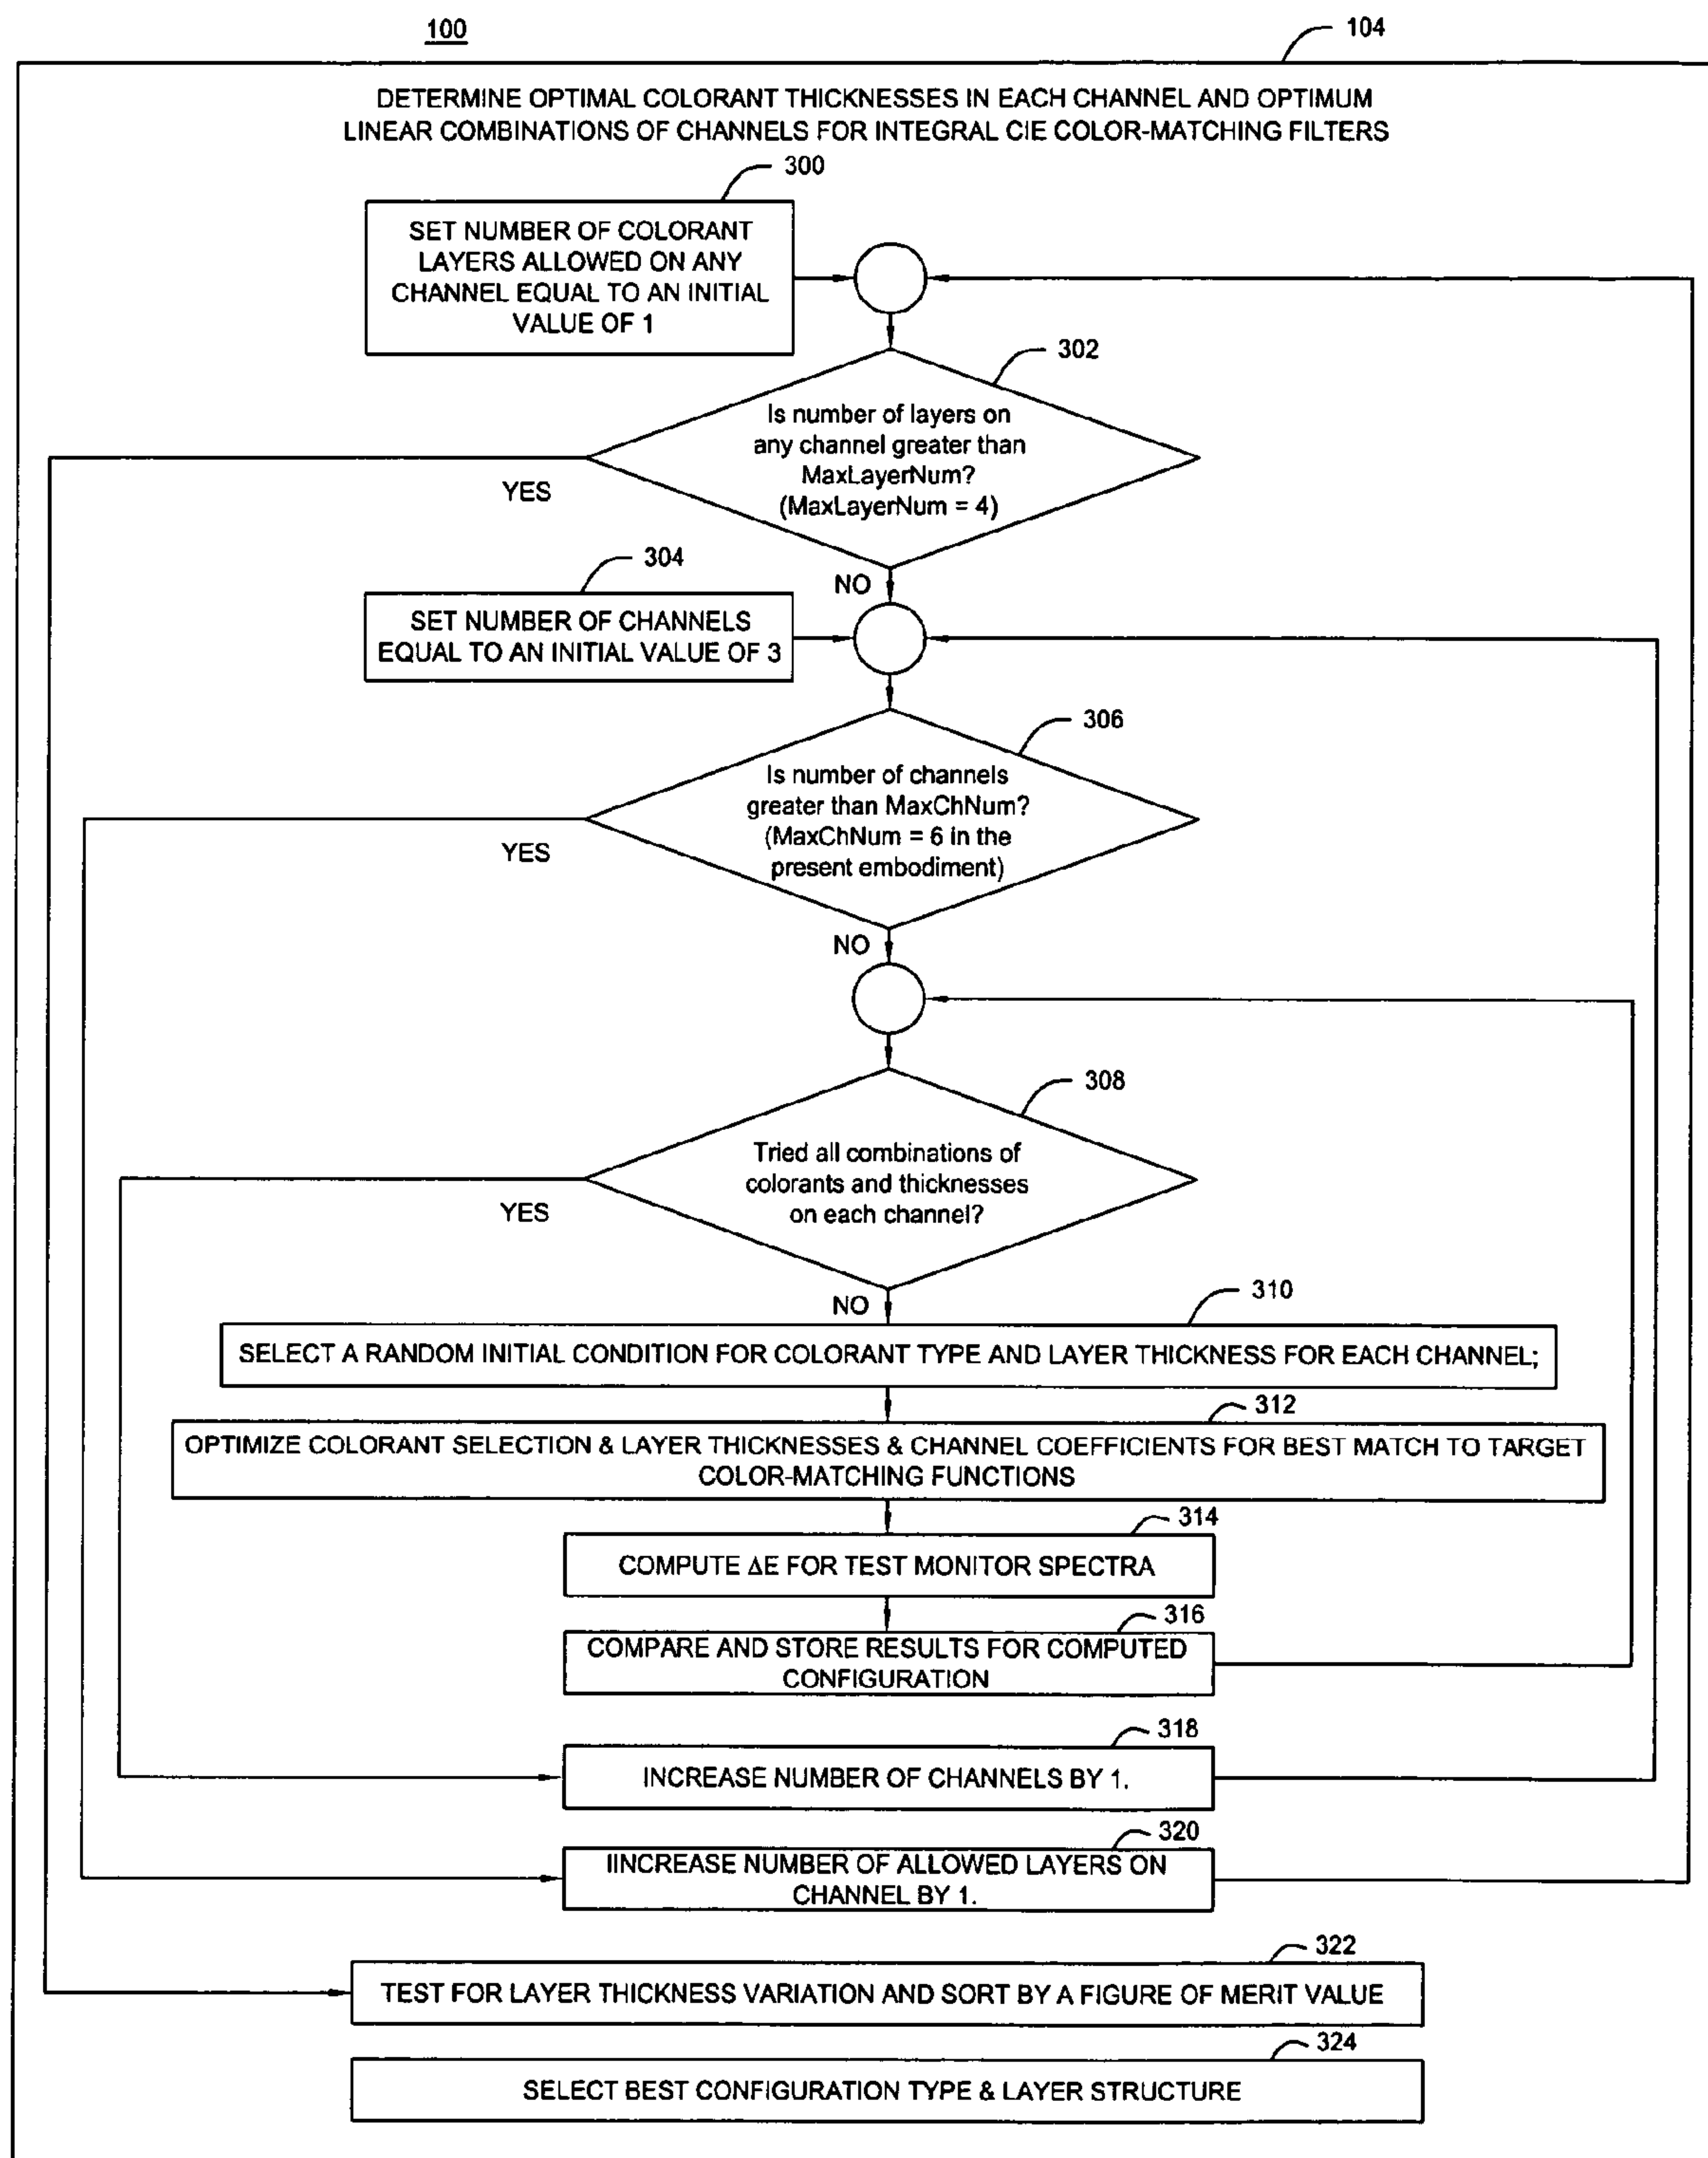 100
104
DETERMINE OPTIMAL COLORANT THICKNESSES IN EACH CHANNEL AND OPTIMUM
LINEAR COMBINATIONS OF CHANNELS FOR INTEGRAL CIE COLOR-MATCHING FILTERS
300
SET NUMBER OF COLORANT
LAYERS ALLOWED ON ANY
CHANNEL EQUAL TO AN INITIAL
VALUE OF 1
302
Is number of layers on
any channel greater than
MaxLayerNum?
(MaxLayerNum = 4)
YES
NO
304
SET NUMBER OF CHANNELS
EQUAL TO AN INITIAL VALUE OF 3
306
Is number of channels
greater than MaxChNum?
(MaxChNum = 6 in the
present embodiment)
YES
NO
308
Tried all combinations of
colorants and thicknesses
on each channel?
YES
NO
310
SELECT A RANDOM INITIAL CONDITION FOR COLORANT TYPE AND LAYER THICKNESS FOR EACH CHANNEL;
312
OPTIMIZE COLORANT SELECTION & LAYER THICKNESSES & CHANNEL COEFFICIENTS FOR BEST MATCH TO TARGET
COLOR-MATCHING FUNCTIONS
314
COMPUTE ΔE FOR TEST MONITOR SPECTRA
316
COMPARE AND STORE RESULTS FOR COMPUTED
CONFIGURATION
318
INCREASE NUMBER OF CHANNELS BY 1.
320
IINCREASE NUMBER OF ALLOWED LAYERS ON
CHANNEL BY 1.
322
TEST FOR LAYER THICKNESS VARIATION AND SORT BY A FIGURE OF MERIT VALUE
324
SELECT BEST CONFIGURATION TYPE & LAYER STRUCTURE